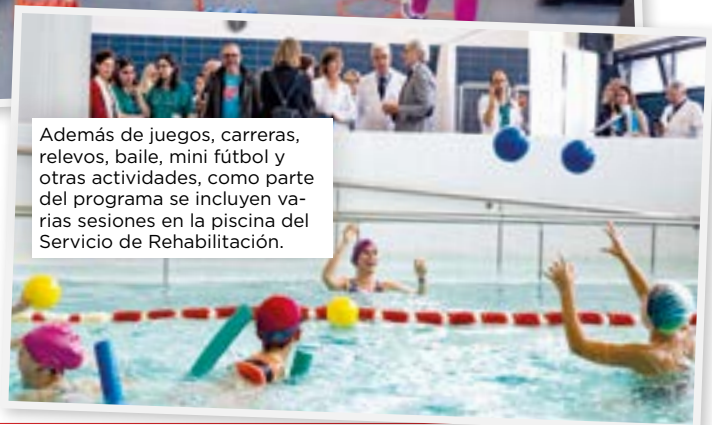 Además de juegos, carreras,
relevos, baile, mini fútbol y
otras actividades, como parte
del programa se incluyen va-
rias sesiones en la piscina del
Servicio de Rehabilitación.